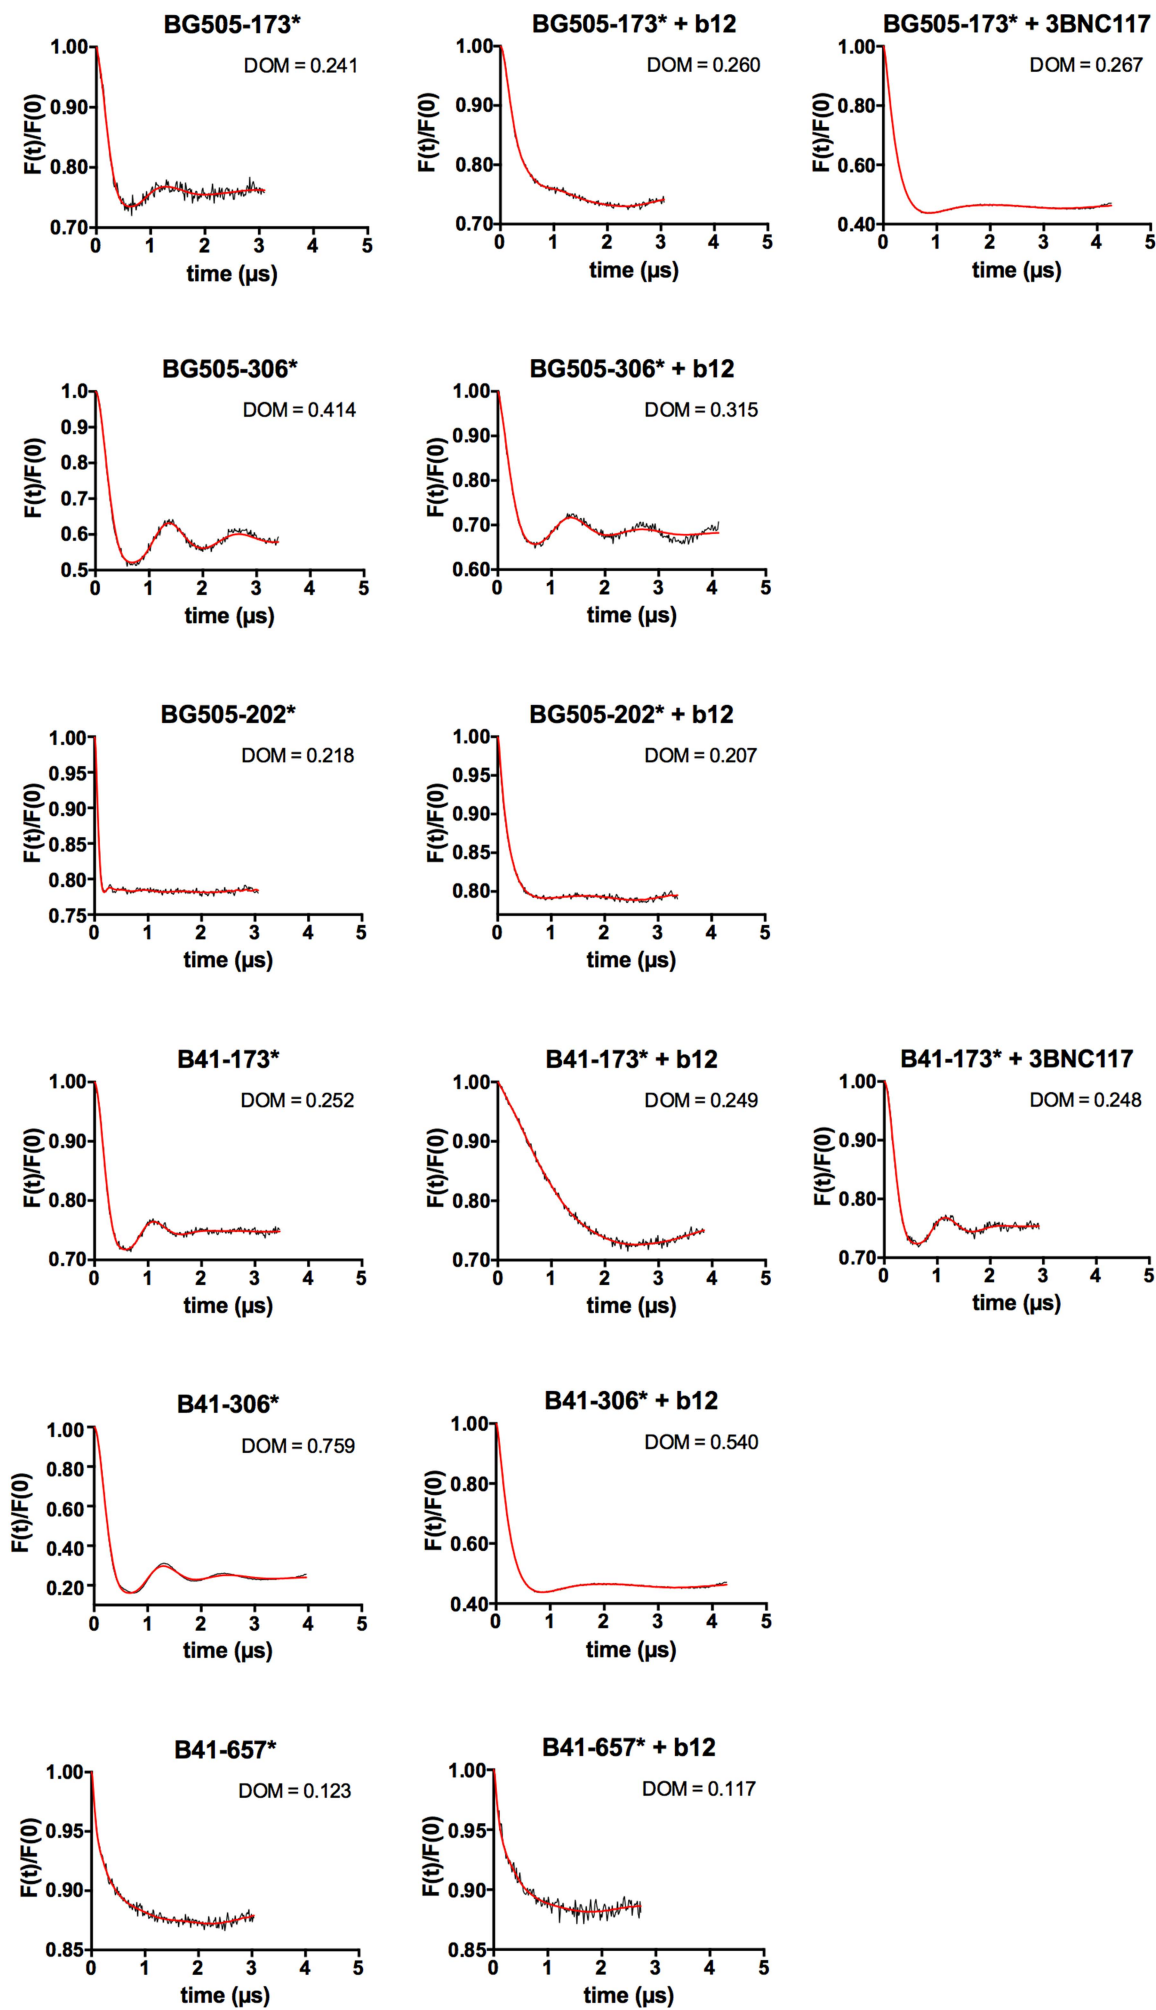 BG505-173*
DOM = 0.241
F(t)/F(0)
1.00
0.90
0.80
0.70
0 1 2 3 4 5
time (µs)
BG505-173* + b12
DOM = 0.260
F(t)/F(0)
1.00
0.90
0.80
0.70
0 1 2 3 4 5
time (µs)
BG505-173* + 3BNC117
DOM = 0.267
F(t)/F(0)
1.00
0.80
0.60
0.40
0 1 2 3 4 5
time (µs)
BG505-306*
DOM = 0.414
F(t)/F(0)
1.0
0.9
0.8
0.7
0.6
0.5
0 1 2 3 4 5
time (µs)
BG505-306* + b12
DOM = 0.315
F(t)/F(0)
1.00
0.90
0.80
0.70
0.60
0 1 2 3 4 5
time (µs)
BG505-202*
DOM = 0.218
F(t)/F(0)
1.00
0.95
0.90
0.85
0.80
0.75
0 1 2 3 4 5
time (µs)
BG505-202* + b12
DOM = 0.207
F(t)/F(0)
1.00
0.95
0.90
0.85
0.80
0 1 2 3 4 5
time (µs)
B41-173*
DOM = 0.252
F(t)/F(0)
1.00
0.90
0.80
0.70
0 1 2 3 4 5
time (µs)
B41-173* + b12
DOM = 0.249
F(t)/F(0)
1.00
0.90
0.80
0.70
0 1 2 3 4 5
time (µs)
B41-173* + 3BNC117
DOM = 0.248
F(t)/F(0)
1.00
0.90
0.80
0.70
0 1 2 3 4 5
time (µs)
B41-306*
DOM = 0.759
F(t)/F(0)
1.00
0.80
0.60
0.40
0.20
0 1 2 3 4 5
time (µs)
B41-306* + b12
DOM = 0.540
F(t)/F(0)
1.00
0.80
0.60
0.40
0 1 2 3 4 5
time (µs)
B41-657*
DOM = 0.123
F(t)/F(0)
1.00
0.95
0.90
0.85
0 1 2 3 4 5
time (µs)
B41-657* + b12
DOM = 0.117
F(t)/F(0)
1.00
0.95
0.90
0.85
0 1 2 3 4 5
time (µs)